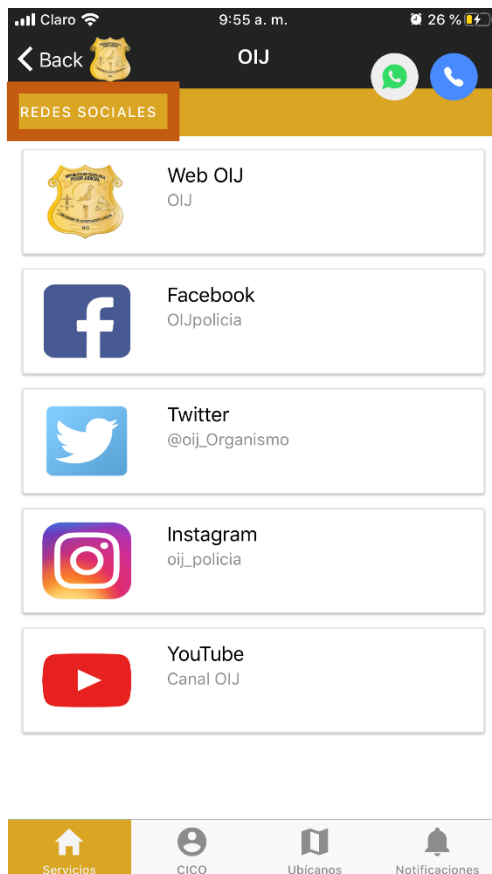 Claro
9:55 a. m.
26 %
Back
OIJ
REDES SOCIALES
Web OIJ
OIJ
Facebook
OIJpolicia
Twitter
@oij_Organismo
Instagram
oij_policia
YouTube
Canal OIJ
Servicios
CICO
Ubícanos
Notificaciones